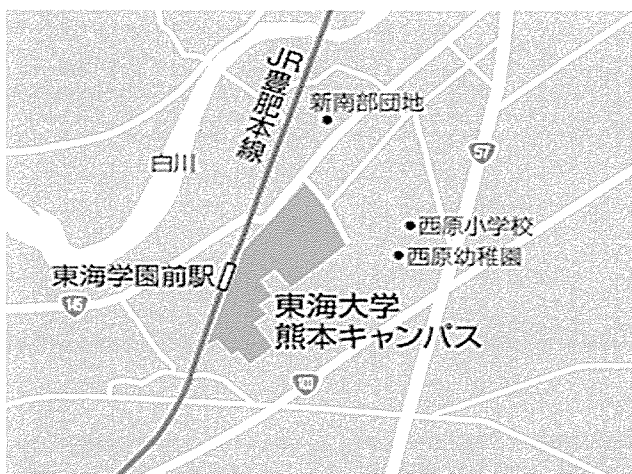 JR豊肥本線
新南部団地
白川
57
西原小学校
西原幼稚園
東海学園前駅
145
東海大学
熊本キャンパス
103